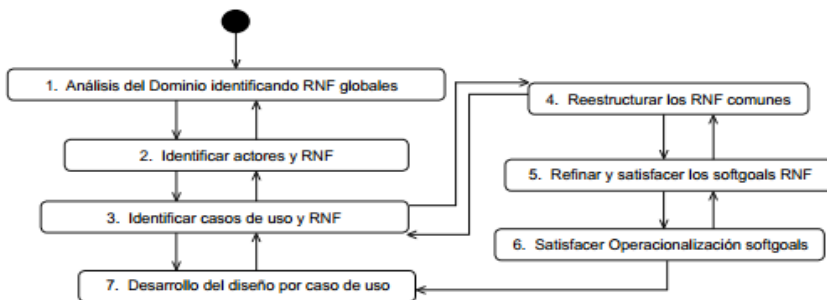 1. Análisis del Dominio identificando RNF globales
2. Identificar actores y RNF
3. Identificar casos de uso y RNF
7. Desarrollo del diseño por caso de uso
4. Reestructurar los RNF comunes
5. Refinar y satisfacer los softgoals RNF
6. Satisfacer Operacionalización softgoals